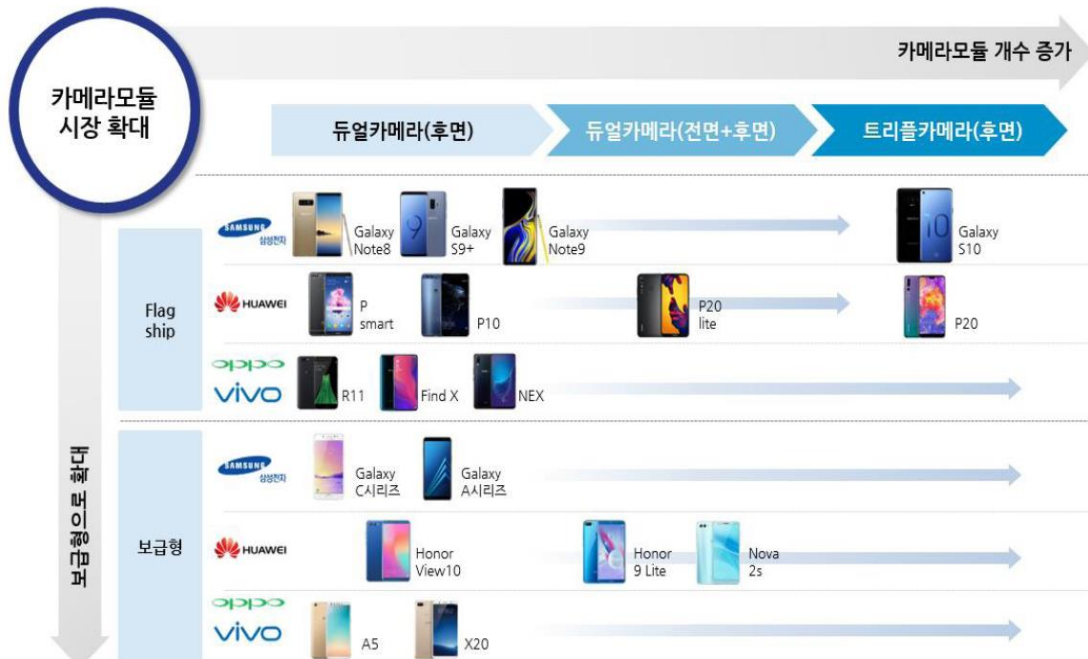 카메라모듈 개수 증가
카메라모듈
시장 확대
듀얼카메라(후면)
듀얼카메라(전면+후면)
트리플카메라(후면)
Flag
ship
SAMSUNG
삼성전자
Galaxy
Note8
Galaxy
S9+
Galaxy
Note9
Galaxy
S10
HUAWEI
P
smart
P10
P20
lite
P20
oppo
vivo
R11
Find X
NEX
보급형으로 확대
보급형
SAMSUNG
삼성전자
Galaxy
C시리즈
Galaxy
A시리즈
HUAWEI
Honor
View10
Honor
9 Lite
Nova
2s
oppo
vivo
A5
X20